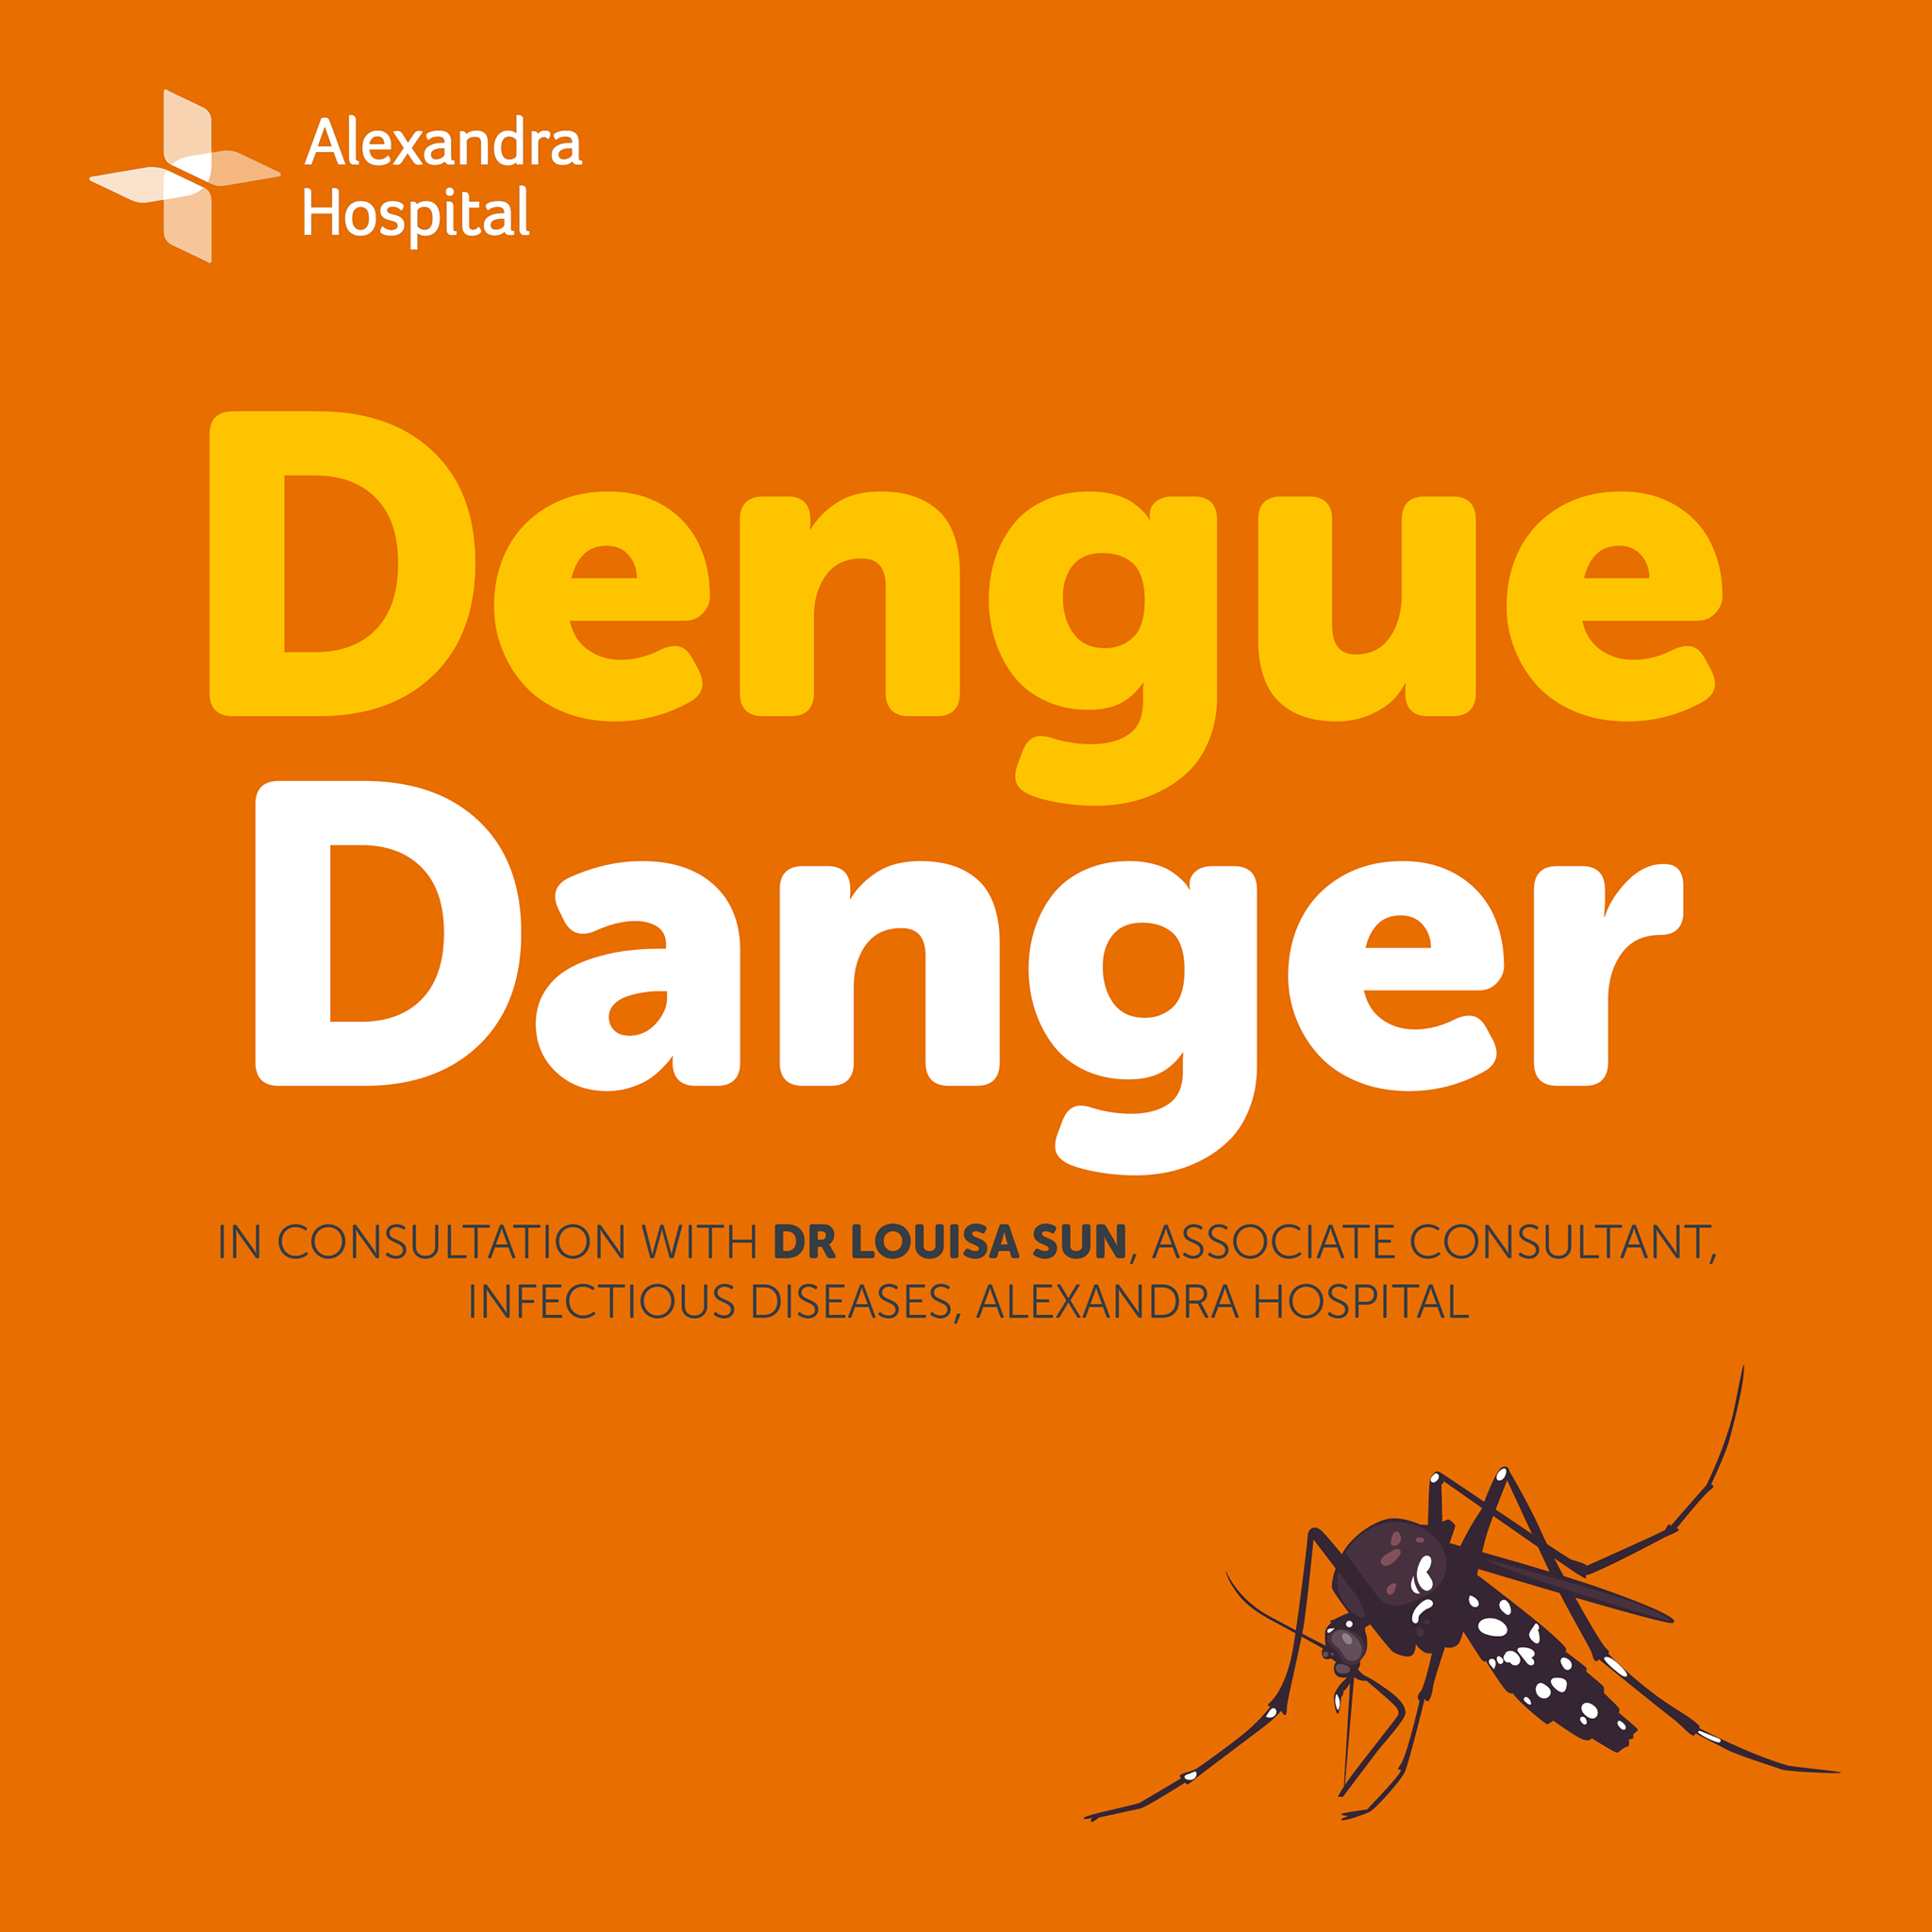 Alexandra
Hospital
Dengue
Danger
IN CONSULTATION WITH DR LOUISA SUN, ASSOCIATE CONSULTANT,
INFECTIOUS DISEASES, ALEXANDRA HOSPITAL